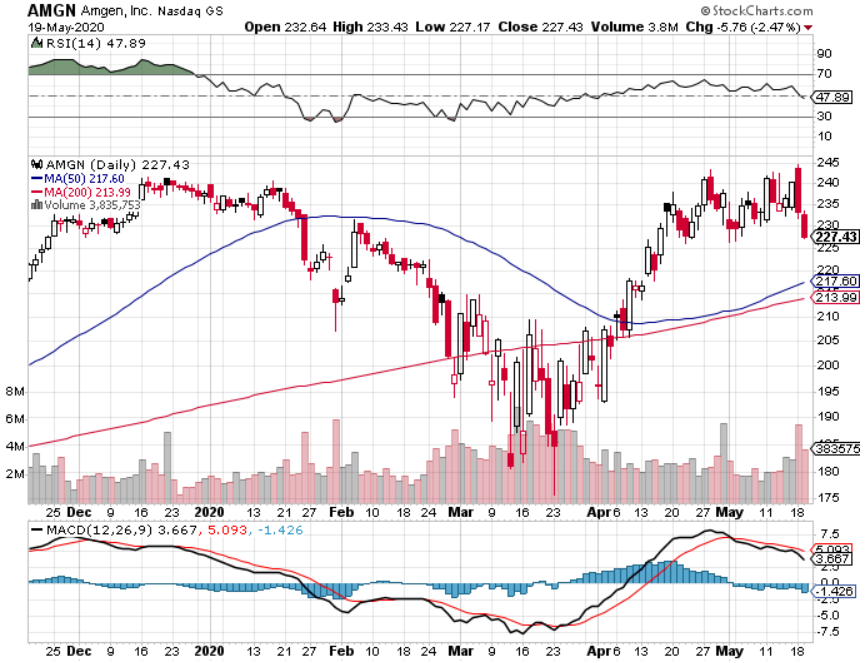 AMGN Amgen, Inc. Nasdaq GS © StockCharts.com
19-May-2020 Open 232.64 High 233.43 Low 227.17 Close 227.43 Volume 3.8M Chg -5.76 (-2.47%)
RSI(14) 47.89
90
70
47.89
30
10
AMGN (Daily) 227.43
MA(50) 217.60
MA(200) 213.99
Volume 3,835,753
245
240
235
230
227.43
225
220
217.60
213.99
210
205
200
8M 195
6M 190
4M 383575
180
2M
175
25 Dec 9 16 23 2020 13 21 27 Feb 10 18 24 Mar 9 16 23 Apr 13 20 27 May 11 18
MACD(12,26,9) 3.667, 5.093, -1.426
7.5
5.093
3.667
2.5
0.0
-1.426
-5.0
-7.5
25 Dec 9 16 23 2020 13 21 27 Feb 10 18 24 Mar 9 16 23 Apr 13 20 27 May 11 18